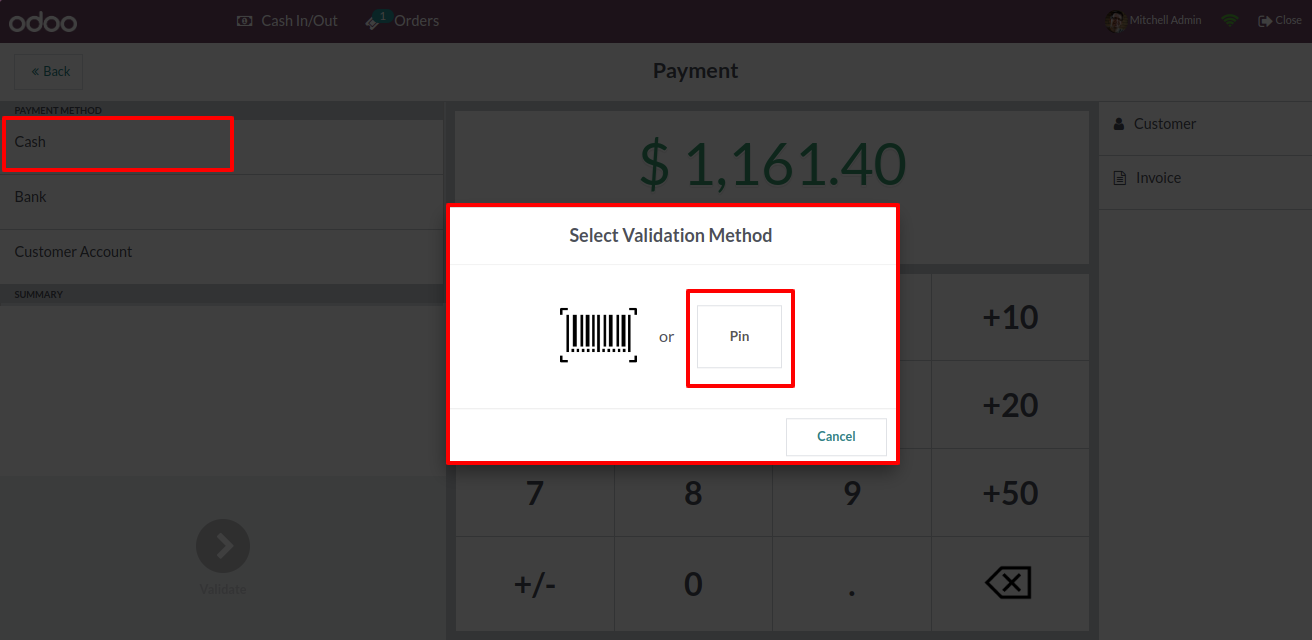 odoo
Cash In/Out
1
Orders
Mitchell Admin
Close
« Back
Payment
PAYMENT METHOD
Cash
Bank
Customer Account
SUMMARY
Validate
$ 1,161.40
Customer
Invoice
Select Validation Method
or
Pin
Cancel
+10
+20
7 8 9 +50
+/- 0 .